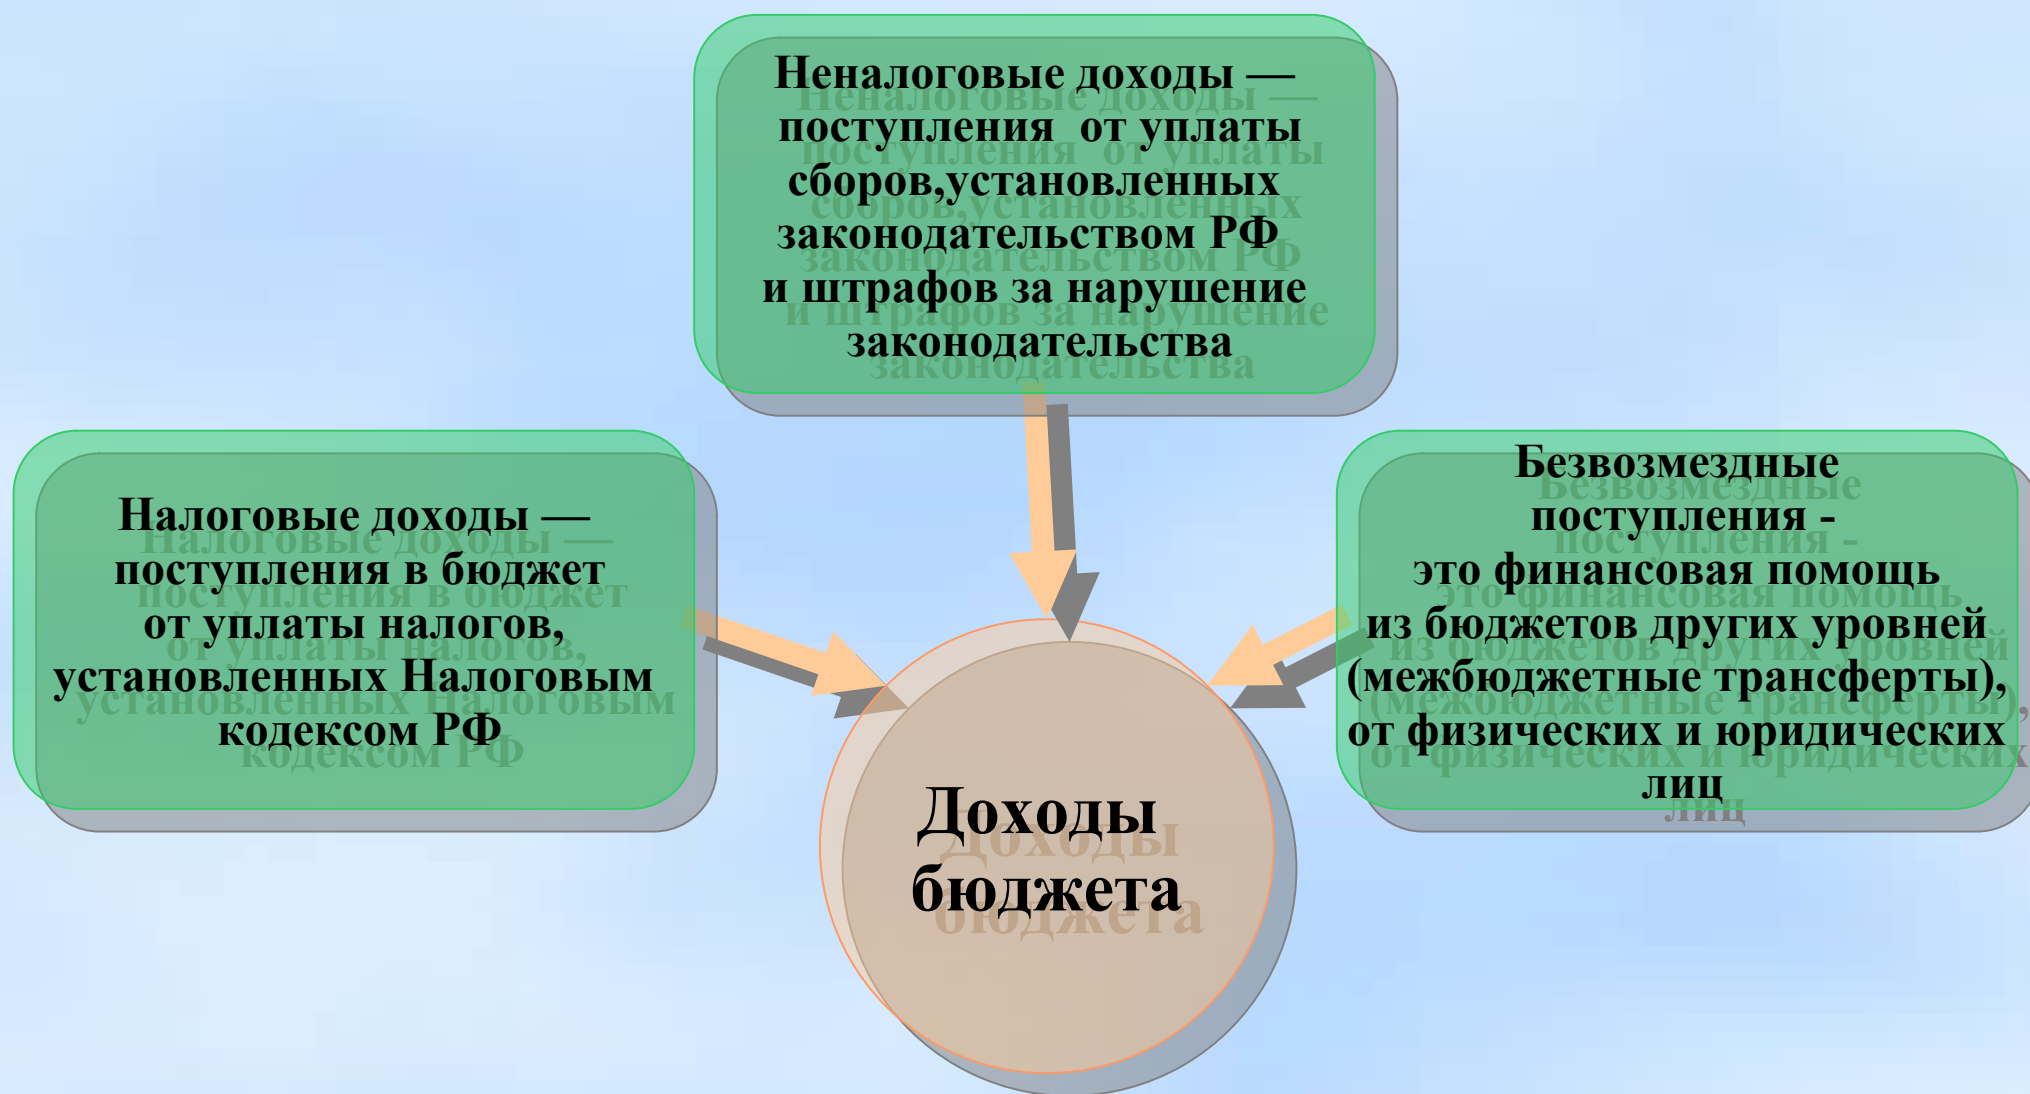 Неналоговые доходы —
поступления  от уплаты
сборов,установленных
законодательством РФ
и штрафов за нарушение
законодательства
Налоговые доходы —
поступления в бюджет
от уплаты налогов,
установленных Налоговым
кодексом РФ
Безвозмездные
поступления -
это финансовая помощь
из бюджетов других уровней
(межбюджетные трансферты),
от физических и юридических
лиц
Доходы
бюджета